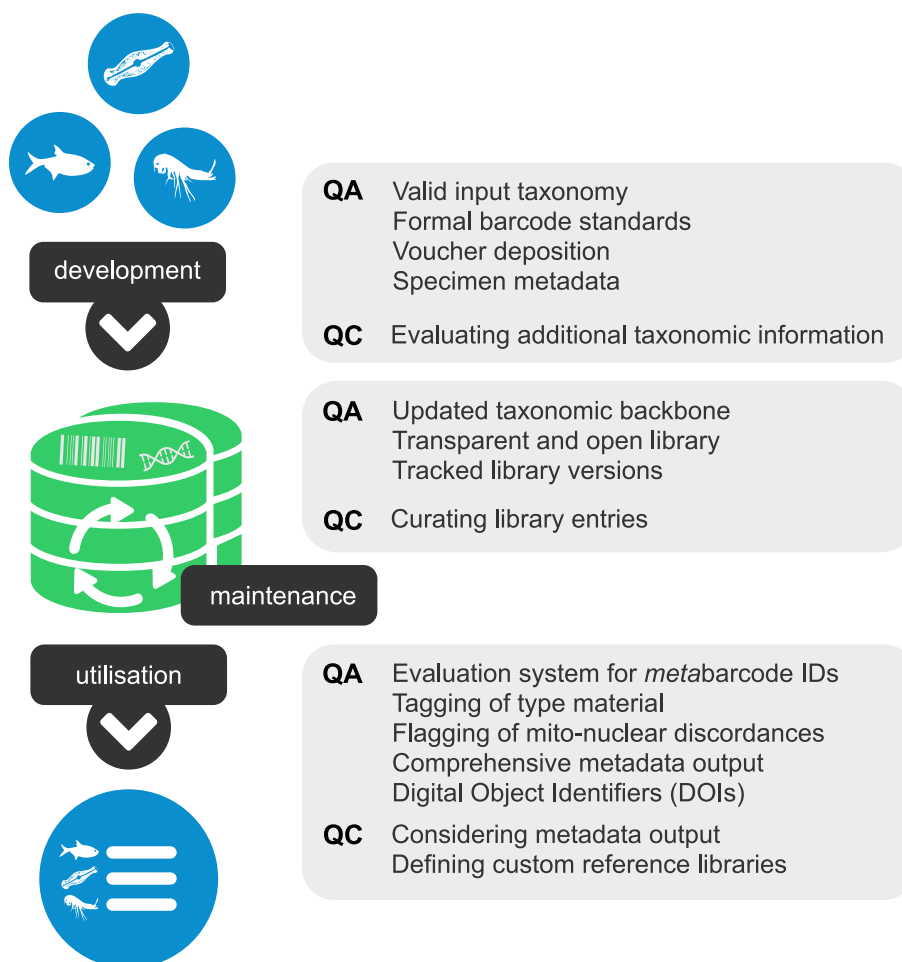 development
QA Valid input taxonomy
Formal barcode standards
Voucher deposition
Specimen metadata
QC Evaluating additional taxonomic information
QA Updated taxonomic backbone
Transparent and open library
Tracked library versions
QC Curating library entries
maintenance
utilisation
QA Evaluation system for metabarcode IDs
Tagging of type material
Flagging of mito-nuclear discordances
Comprehensive metadata output
Digital Object Identifiers (DOIs)
QC Considering metadata output
Defining custom reference libraries